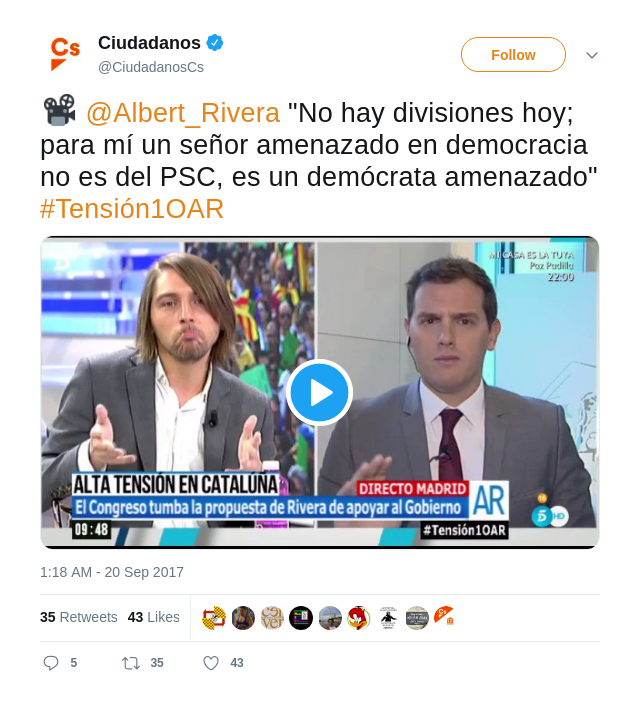 Cs
Ciudadanos
@CiudadanosCs
Follow
@Albert_Rivera "No hay divisiones hoy;
para mí un señor amenazado en democracia
no es del PSC, es un demócrata amenazado"
#Tensión1OAR
MI CASA ES LA TUYA
Paz Padilla
22:00
ALTA TENSIÓN EN CATALUÑA
DIRECTO MADRID
AR
El Congreso tumba la propuesta de Rivera de apoyar al Gobierno
5 HD
09:48
#Tensión1OAR
1:18 AM - 20 Sep 2017
35 Retweets 43 Likes
5 35 43